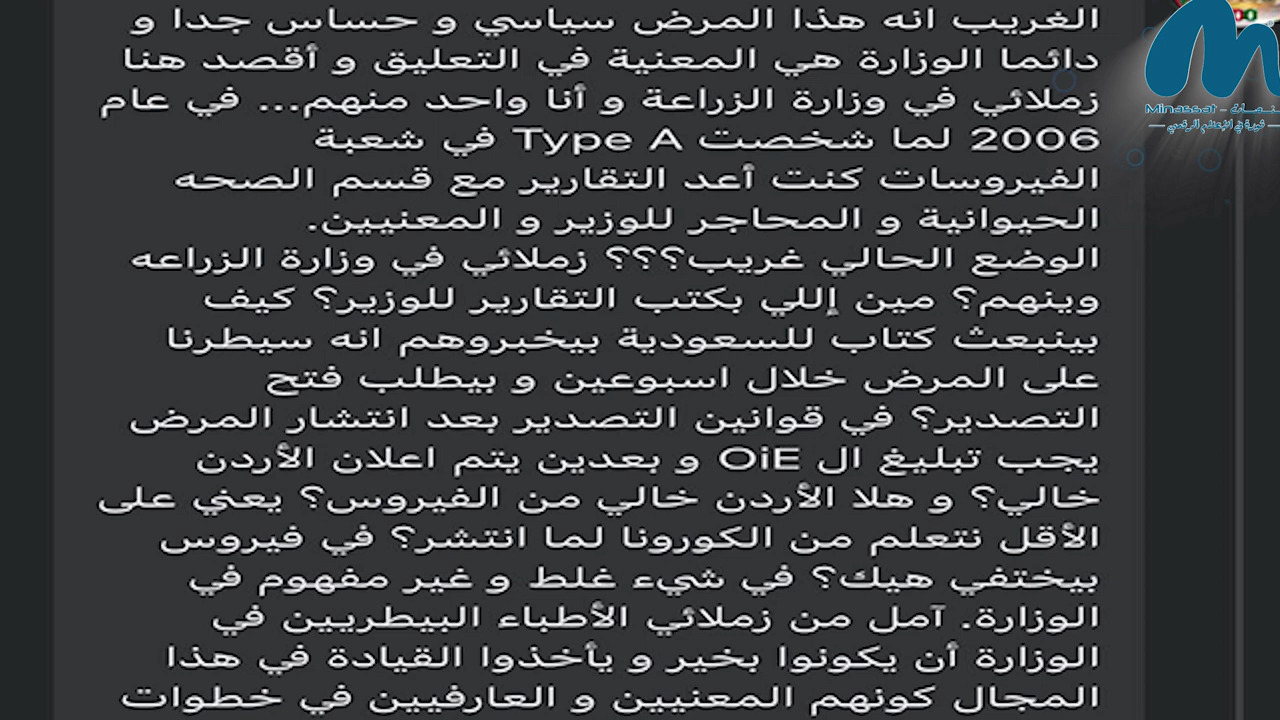 الغريب انه هذا المرض سياسي و حساس جدا و
دائما الوزارة هي المعنية في التعليق و أقصد هنا
زملائي في وزارة الزراعة و أنا واحد منهم... في عام
2006 لما شخصت Type A في شعبة
الفيروسات كنت أعد التقارير مع قسم الصحه
الحيوانية و المحاجر للوزير و المعنيين.
الوضع الحالي غريب؟؟؟ زملائي في وزارة الزراعه
وينهم؟ مين إللي بكتب التقارير للوزير؟ كيف
بينبعث كتاب للسعودية بيخبروهم انه سيطرنا
على المرض خلال اسبوعين و بيطلب فتح
التصدير؟ في قوانين التصدير بعد انتشار المرض
يجب تبليغ ال OiE و بعدين يتم اعلان الأردن
خالي؟ و هلا الأردن خالي من الفيروس؟ يعني على
الأقل نتعلم من الكورونا لما انتشر؟ في فيروس
بيختفي هيك؟ في شيء غلط و غير مفهوم في
الوزارة. آمل من زملائي الأطباء البيطريين في
الوزارة أن يكونوا بخير و يأخذوا القيادة في هذا
المجال كونهم المعنيين و العارفيين في خطوات
Minassat -
ثورة في الإعلام الرقمي